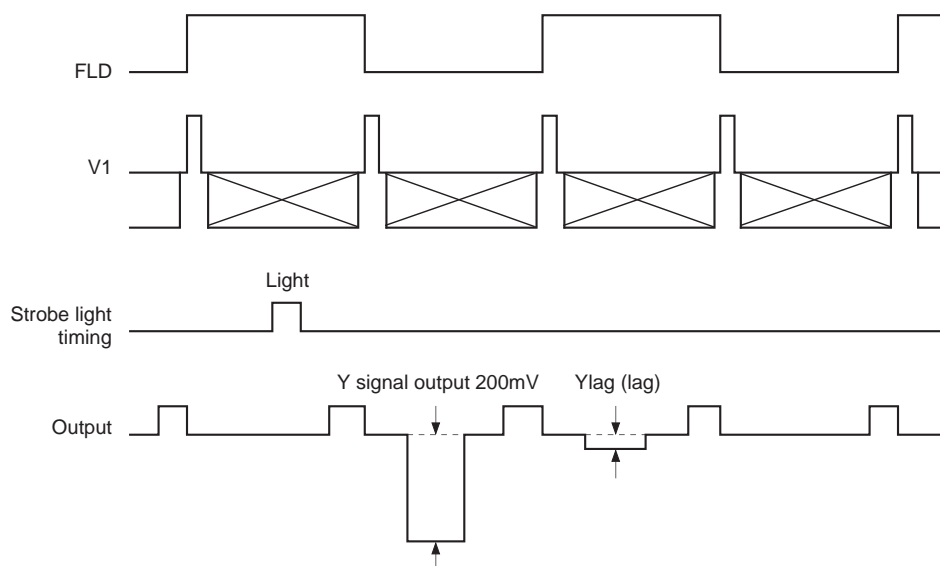 FLD
V1
Light
Strobe light
timing
Y signal output 200mV Ylag (lag)
Output